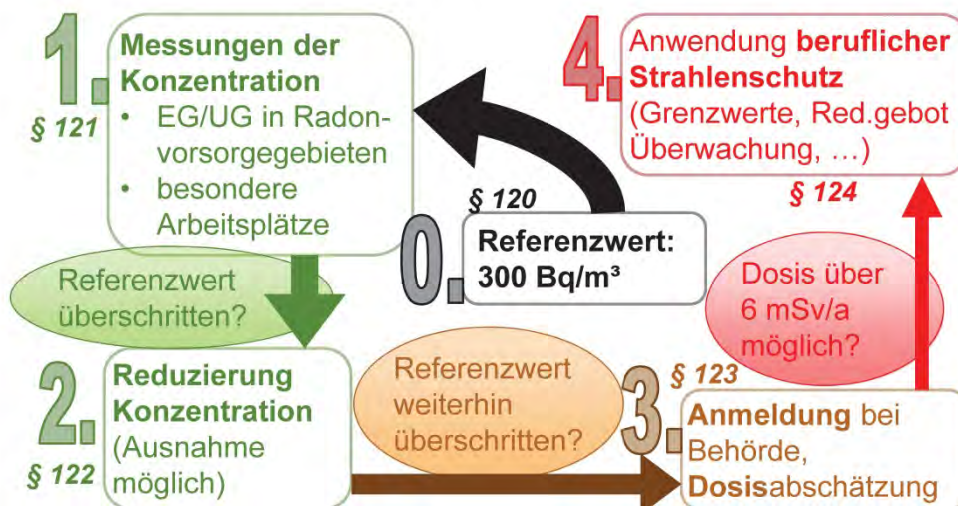 1.
§ 121
Messungen der
Konzentration
• EG/UG in Radon-
vorsorgegebieten
• besondere
Arbeitsplätze
4.
Anwendung beruflicher
Strahlenschutz
(Grenzwerte, Red.gebot
Überwachung, ...)
§ 124
§ 120
0.
Referenzwert:
300 Bq/m³
Referenzwert
überschritten?
Dosis über
6 mSv/a
möglich?
2.
§ 122
Reduzierung
Konzentration
(Ausnahme
möglich)
Referenzwert
weiterhin
überschritten?
3.
§ 123
Anmeldung bei
Behörde,
Dosisabschätzung